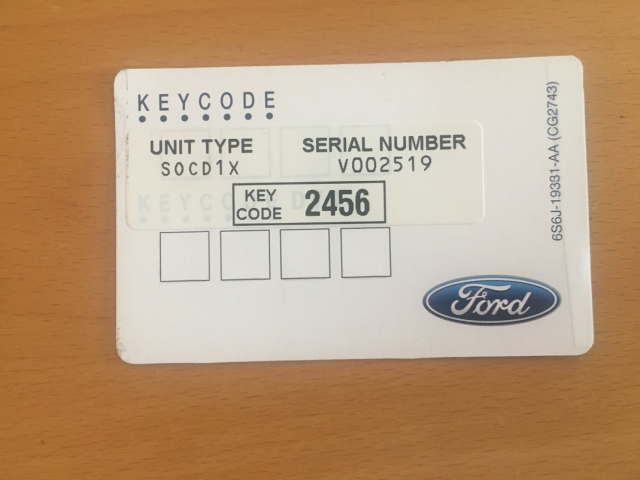 KEYCODE
UNIT TYPE SERIAL NUMBER
SOCD1X V002519
KEY CODE 2456
Ford
6S6J-19331-AA (CG2743)